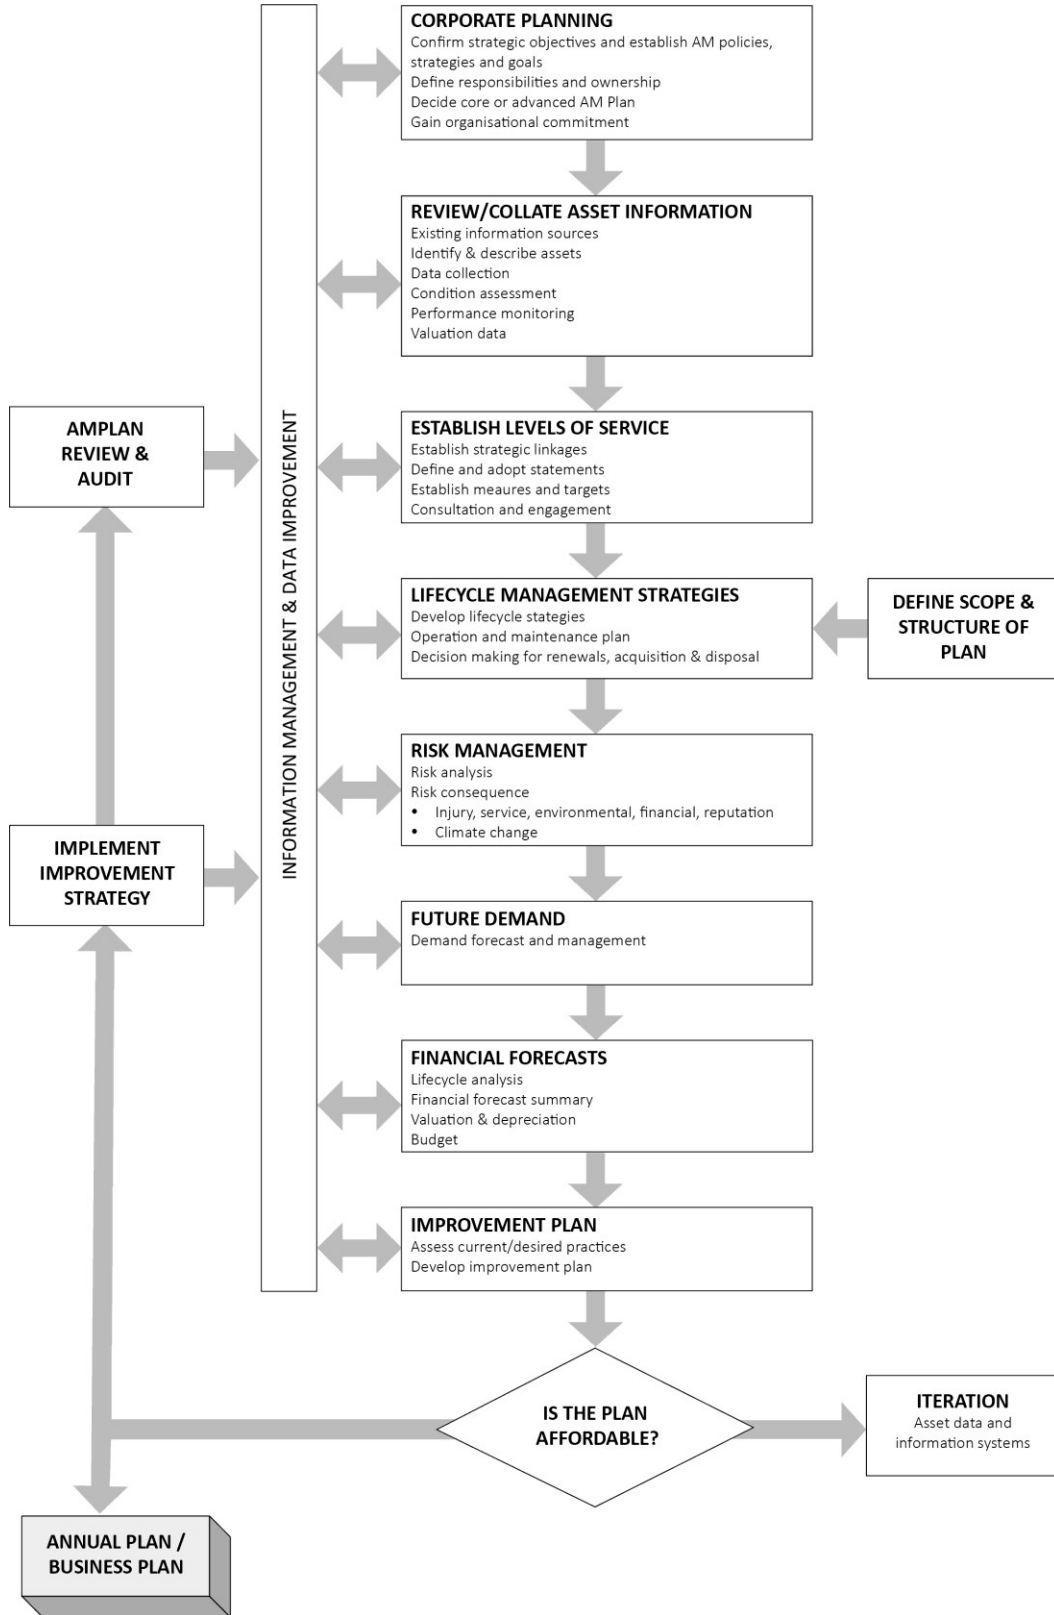 CORPORATE PLANNING
Confirm strategic objectives and establish AM policies,
strategies and goals
Define responsibilities and ownership
Decide core or advanced AM Plan
Gain organisational commitment
REVIEW/COLLATE ASSET INFORMATION
Existing information sources
Identify & describe assets
Data collection
Condition assessment
Performance monitoring
Valuation data
AMPLAN
REVIEW &
AUDIT
INFORMATION MANAGEMENT & DATA IMPROVEMENT
ESTABLISH LEVELS OF SERVICE
Establish strategic linkages
Define and adopt statements
Establish meaures and targets
Consultation and engagement
LIFECYCLE MANAGEMENT STRATEGIES
Develop lifecycle stategies
Operation and maintenance plan
Decision making for renewals, acquisition & disposal
DEFINE SCOPE &
STRUCTURE OF
PLAN
RISK MANAGEMENT
Risk analysis
Risk consequence
• Injury, service, environmental, financial, reputation
• Climate change
IMPLEMENT
IMPROVEMENT
STRATEGY
FUTURE DEMAND
Demand forecast and management
FINANCIAL FORECASTS
Lifecycle analysis
Financial forecast summary
Valuation & depreciation
Budget
IMPROVEMENT PLAN
Assess current/desired practices
Develop improvement plan
IS THE PLAN
AFFORDABLE?
ITERATION
Asset data and
information systems
ANNUAL PLAN /
BUSINESS PLAN